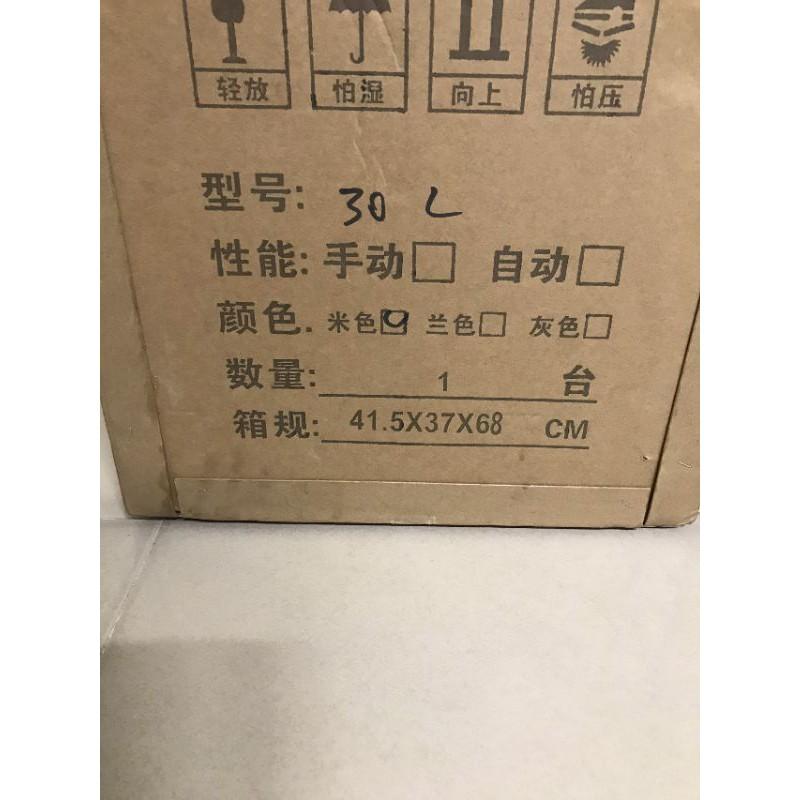 轻放 怕湿 向上 怕压
型号: 30 L
性能: 手动□ 自动□
颜色. 米色□ 兰色□ 灰色□
数量: 1 台
箱规: 41.5X37X68 CM